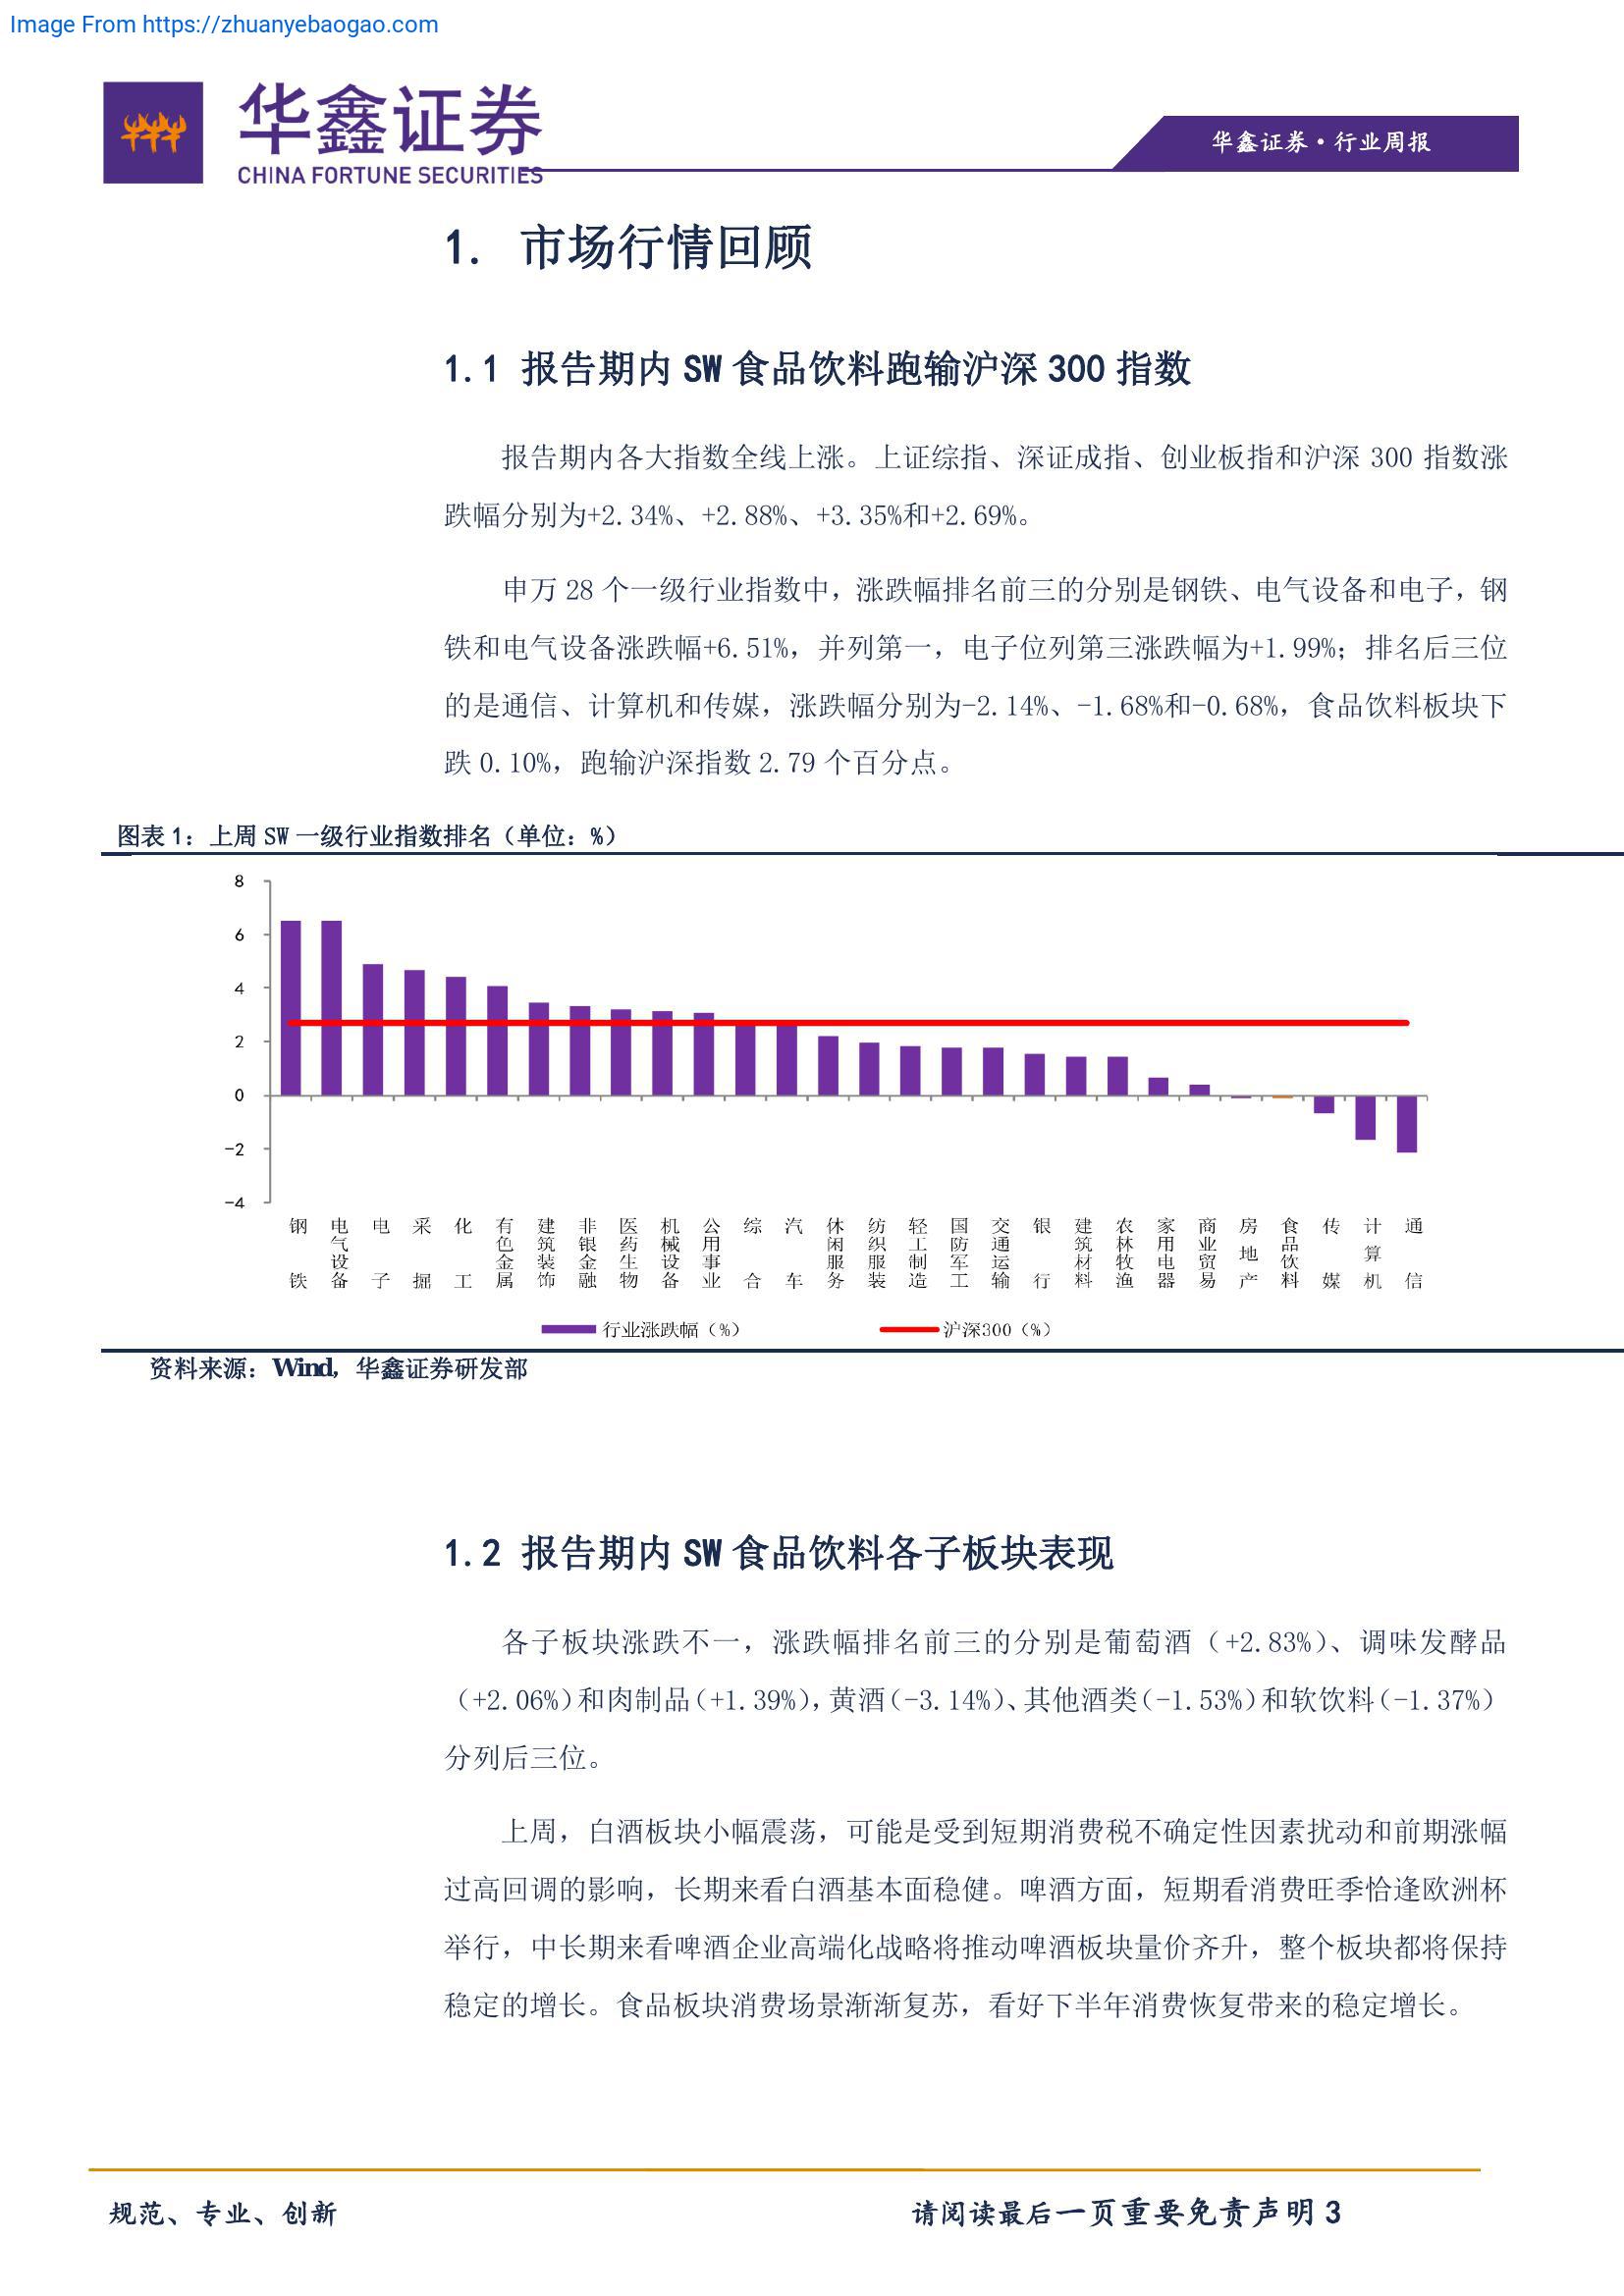 Image From https://zhuanyebaogao.com
华鑫证券
CHINA FORTUNE SECURITIES
华鑫证券·行业周报
1. 市场行情回顾
1.1 报告期内 SW 食品饮料跑输沪深 300 指数
报告期内各大指数全线上涨。上证综指、深证成指、创业板指和沪深 300 指数涨
跌幅分别为+2.34%、+2.88%、+3.35%和+2.69%。
申万 28 个一级行业指数中，涨跌幅排名前三的分别是钢铁、电气设备和电子，钢
铁和电气设备涨跌幅+6.51%，并列第一，电子位列第三涨跌幅为+1.99%；排名后三位
的是通信、计算机和传媒，涨跌幅分别为-2.14%、-1.68%和-0.68%，食品饮料板块下
跌 0.10%，跑输沪深指数 2.79 个百分点。
图表 1：上周 SW 一级行业指数排名（单位：%）
8
6
4
2
0
-2
-4
钢铁
电气设备
电子
采掘
化工
有色金属
建筑装饰
非银金融
医药生物
机械设备
公用事业
综合
汽车
休闲服务
纺织服装
轻工制造
国防军工
交通运输
银行
建筑材料
农林牧渔
家用电器
商业贸易
房地产
食品饮料
传媒
计算机
通信
行业涨跌幅（%）
沪深300（%）
资料来源：Wind，华鑫证券研发部
1.2 报告期内 SW 食品饮料各子板块表现
各子板块涨跌不一，涨跌幅排名前三的分别是葡萄酒（+2.83%）、调味发酵品
（+2.06%）和肉制品（+1.39%），黄酒（-3.14%）、其他酒类（-1.53%）和软饮料（-1.37%）
分列后三位。
上周，白酒板块小幅震荡，可能是受到短期消费税不确定性因素扰动和前期涨幅
过高回调的影响，长期来看白酒基本面稳健。啤酒方面，短期看消费旺季恰逢欧洲杯
举行，中长期来看啤酒企业高端化战略将推动啤酒板块量价齐升，整个板块都将保持
稳定的增长。食品板块消费场景渐渐复苏，看好下半年消费恢复带来的稳定增长。
规范、专业、创新
请阅读最后一页重要免责声明 3